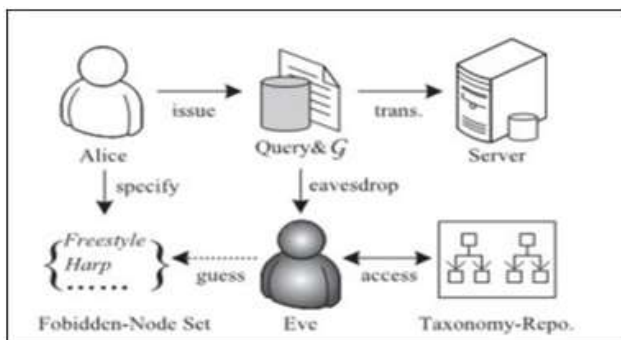 issue
trans.
Alice
Query& 𝒢
Server
specify
eavesdrop
Freestyle
Harp
......
guess
access
Fobidden-Node Set
Eve
Taxonomy-Repo.